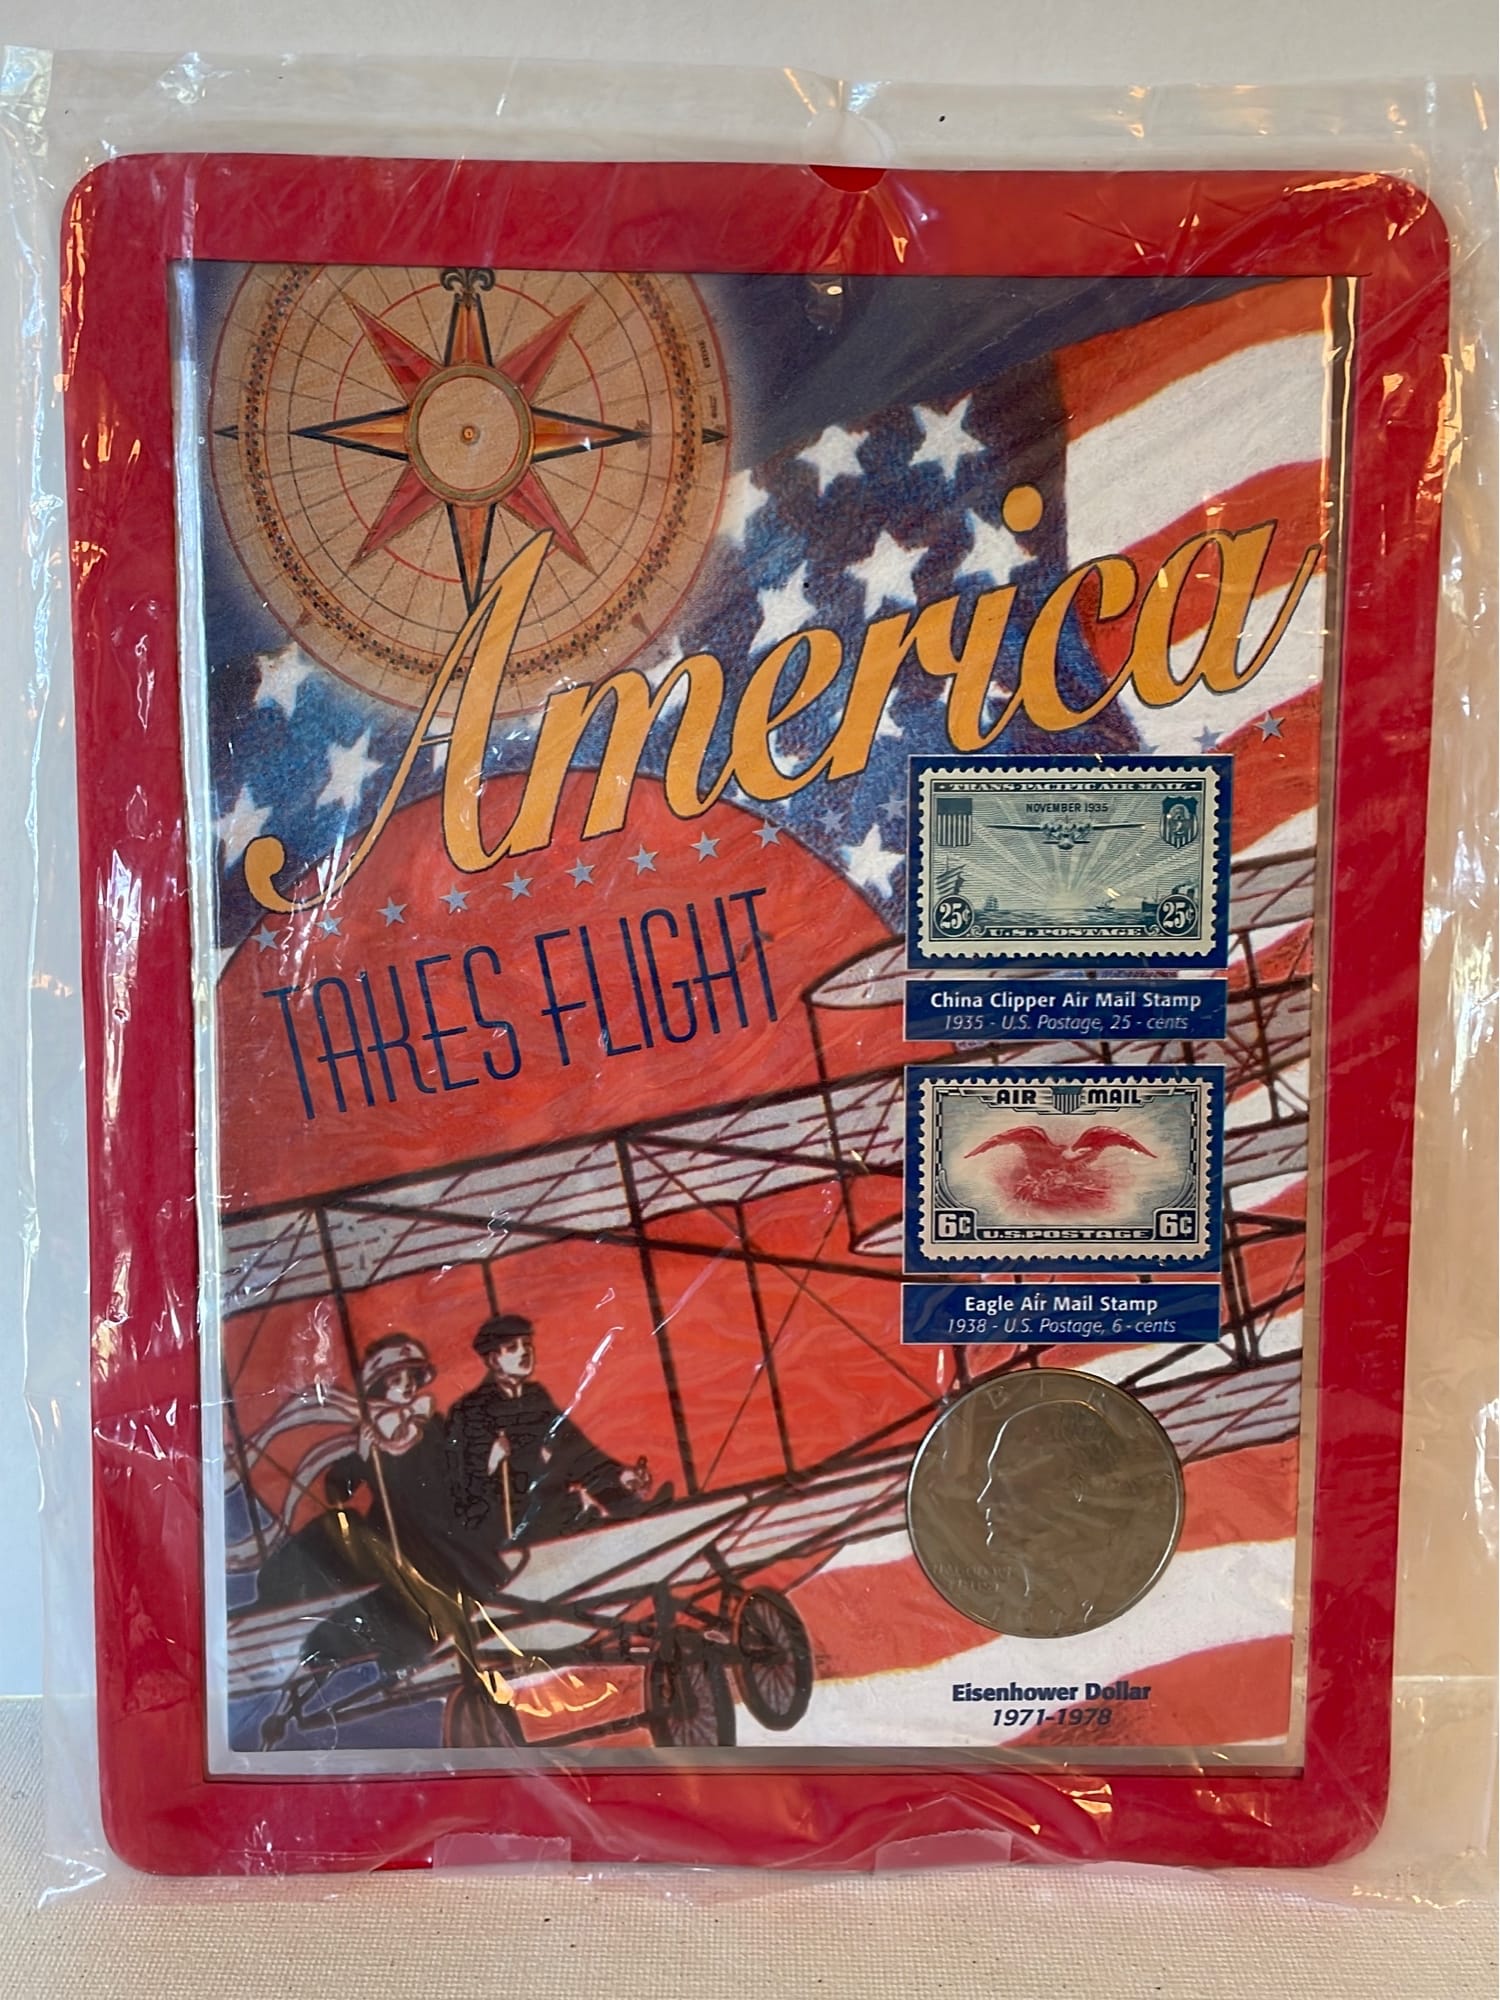 America
TAKES FLIGHT
TRANS-PACIFIC AIR MAIL
NOVEMBER 1935
25¢ 25¢
U.S. POSTAGE
China Clipper Air Mail Stamp
1935 - U.S. Postage, 25 - cents
AIR MAIL
6¢ U.S. POSTAGE 6¢
Eagle Air Mail Stamp
1938 - U.S. Postage, 6 - cents
Eisenhower Dollar
1971-1978